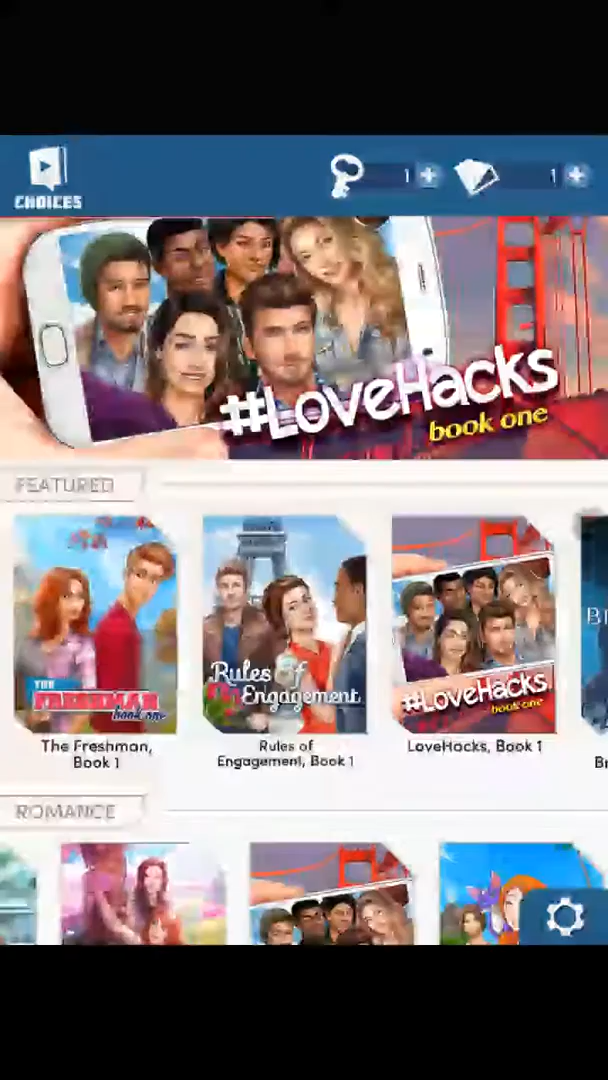 CHOICES
1
1
#LoveHacks
book one
FEATURED
THE
FRESHMAN
book one
Rules of
Engagement
#LoveHacks
book one
The Freshman,
Book 1
Rules of
Engagement, Book 1
LoveHacks, Book 1
ROMANCE